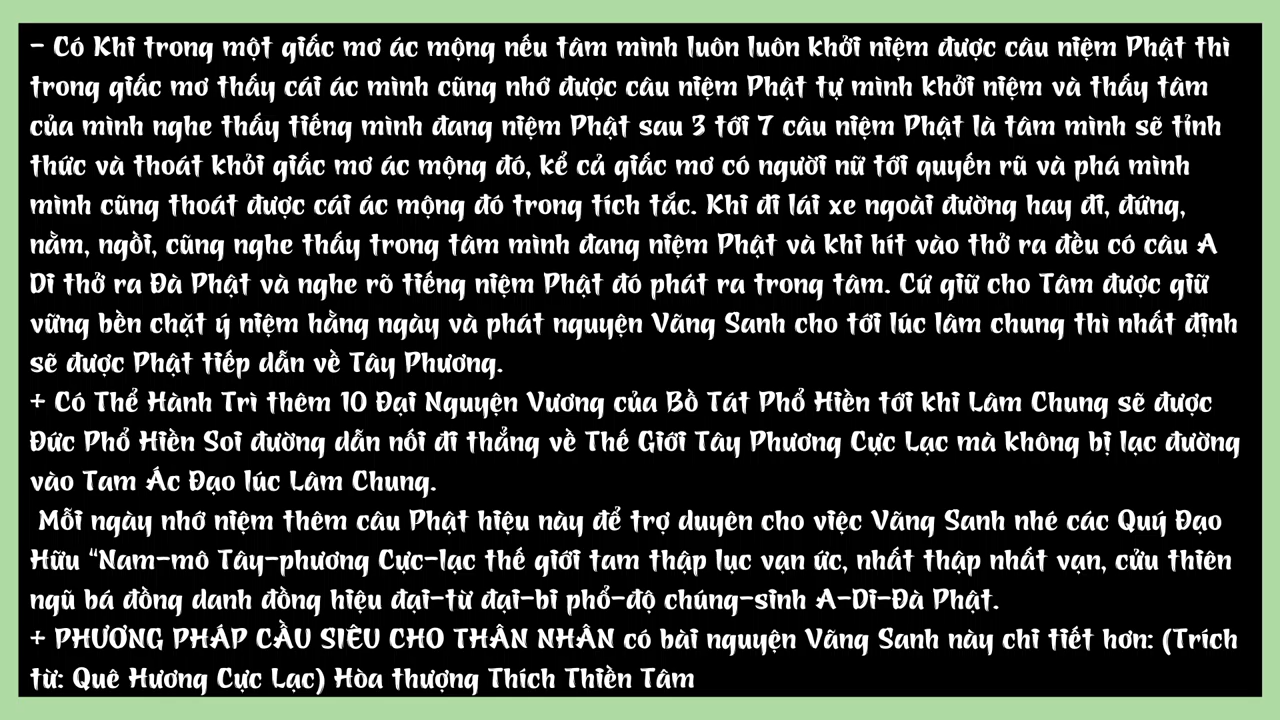 - Có Khi trong một giấc mơ ác mộng nếu tâm mình luôn luôn khởi niệm được câu niệm Phật thì
trong giấc mơ thấy cái ác mình cũng nhớ được câu niệm Phật tự mình khởi niệm và thấy tâm
của mình nghe thấy tiếng mình đang niệm Phật sau 3 tới 7 câu niệm Phật là tâm mình sẽ tỉnh
thức và thoát khỏi giấc mơ ác mộng đó, kể cả giấc mơ có người nữ tới quyến rũ và phá mình
mình cũng thoát được cái ác mộng đó trong tích tắc. Khi đi lái xe ngoài đường hay đi, đứng,
nằm, ngồi, cũng nghe thấy trong tâm mình đang niệm Phật và khi hít vào thở ra đều có câu A
Di thở ra Đà Phật và nghe rõ tiếng niệm Phật đó phát ra trong tâm. Cứ giữ cho Tâm được giữ
vững bền chặt ý niệm hằng ngày và phát nguyện Vãng Sanh cho tới lúc lâm chung thì nhất định
sẽ được Phật tiếp dẫn về Tây Phương.
+ Có Thể Hành Trì thêm 10 Đại Nguyện Vương của Bồ Tát Phổ Hiền tới khi Lâm Chung sẽ được
Đức Phổ Hiền Soi đường dẫn nối đi thẳng về Thế Giới Tây Phương Cực Lạc mà không bị lạc đường
vào Tam Ác Đạo lúc Lâm Chung.
Mỗi ngày nhớ niệm thêm câu Phật hiệu này để trợ duyên cho việc Vãng Sanh nhé các Quý Đạo
Hữu “Nam-mô Tây-phương Cực-lạc thế giới tam thập lục vạn ức, nhất thập nhất vạn, cửu thiên
ngũ bá đồng danh đồng hiệu đại-từ đại-bi phổ-độ chúng-sinh A-Di-Đà Phật.
+ PHƯƠNG PHÁP CẦU SIÊU CHO THÂN NHÂN có bài nguyện Vãng Sanh này chi tiết hơn: (Trích
từ: Quê Hương Cực Lạc) Hòa thượng Thích Thiền Tâm